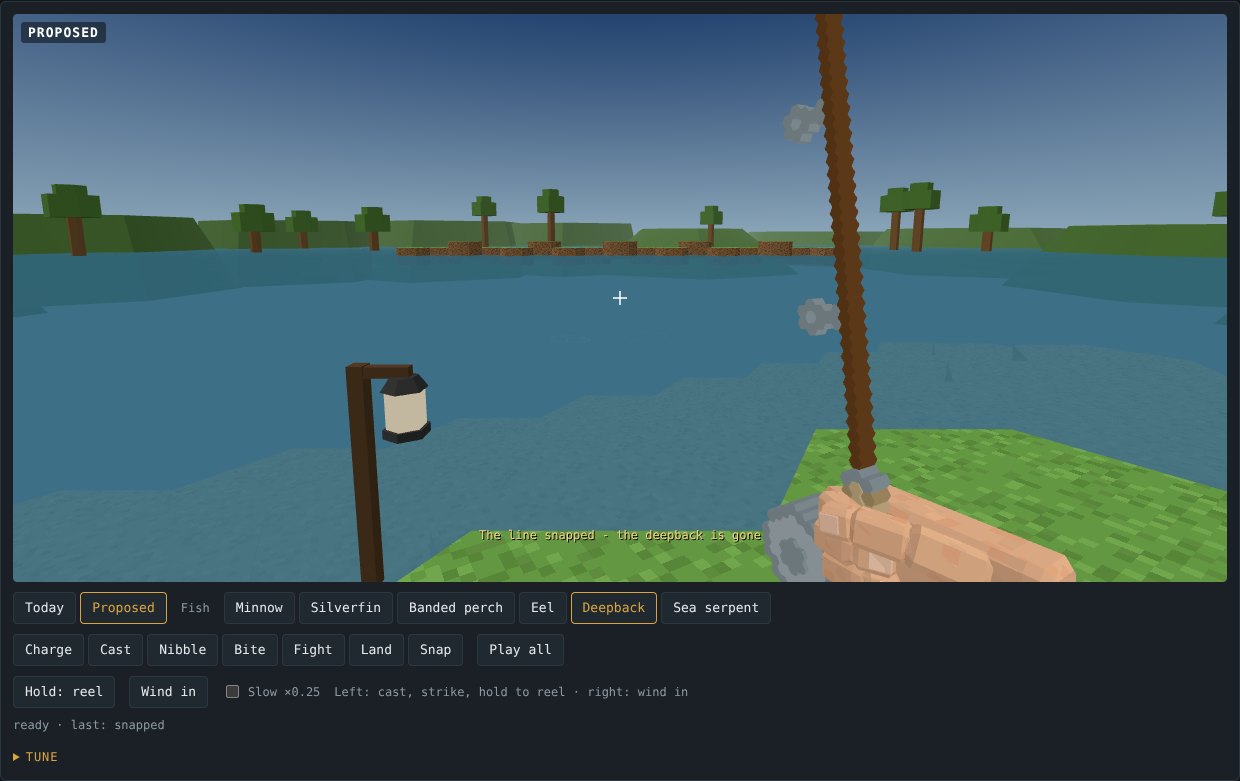 PROPOSED
The line snapped - the deepback is gone
Today Proposed Fish Minnow Silverfin Banded perch Eel Deepback Sea serpent
Charge Cast Nibble Bite Fight Land Snap Play all
Hold: reel Wind in Slow ×0.25 Left: cast, strike, hold to reel · right: wind in
ready · last: snapped
TUNE